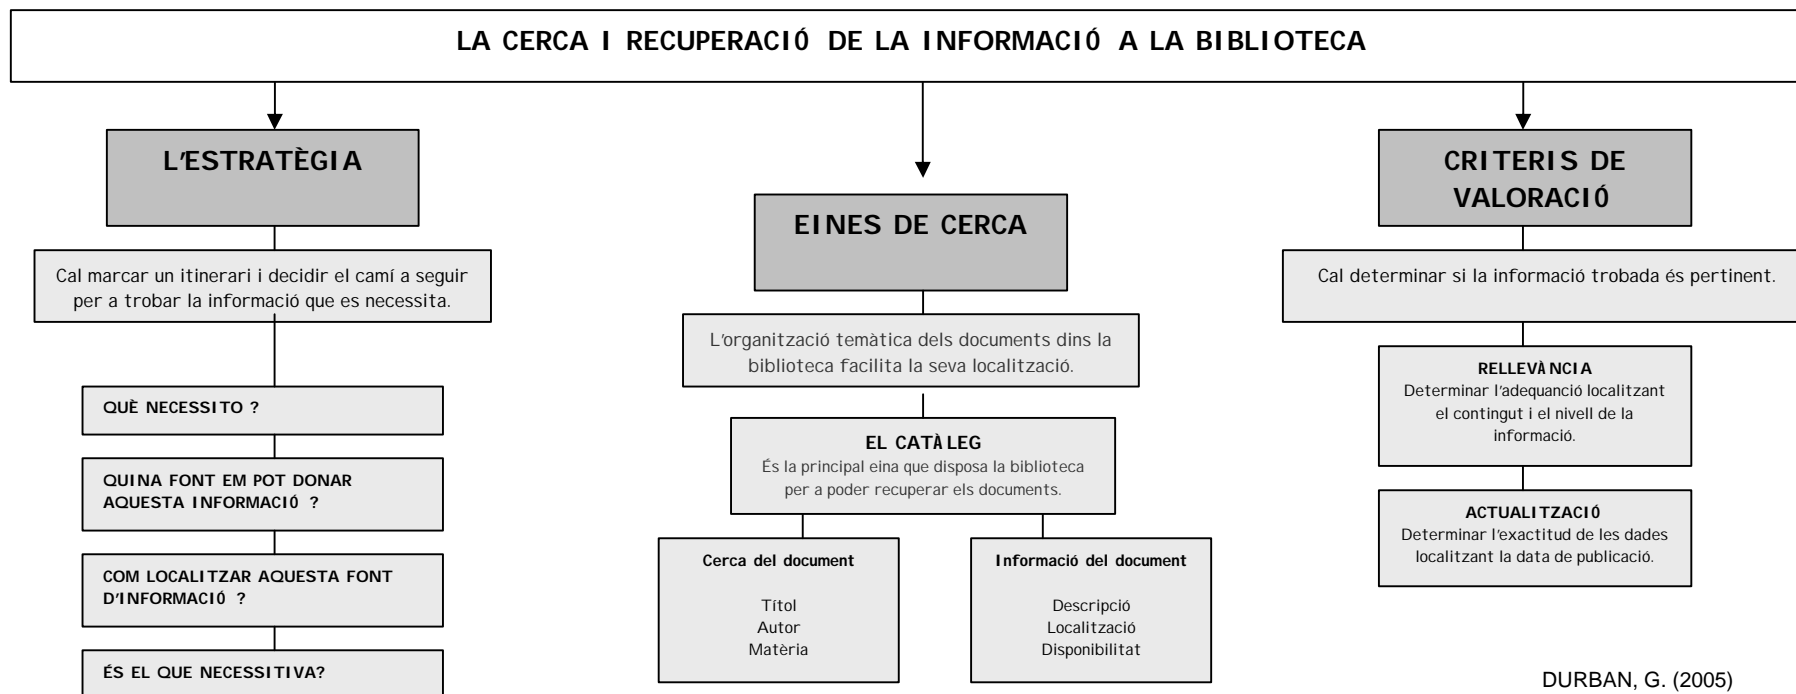 LA CERCA I RECUPERACIÓ DE LA INFORMACIÓ A LA BIBLIOTECA
L'ESTRATÈGIA
Cal marcar un itinerari i decidir el camí a seguir
per a trobar la informació que es necessita.
QUÈ NECESSITO ?
QUINA FONT EM POT DONAR
AQUESTA INFORMACIÓ ?
COM LOCALITZAR AQUESTA FONT
D'INFORMACIÓ ?
ÉS EL QUE NECESSITIVA?
EINES DE CERCA
L'organització temàtica dels documents dins la
biblioteca facilita la seva localització.
EL CATÀLEG
És la principal eina que disposa la biblioteca
per a poder recuperar els documents.
Cerca del document
Títol
Autor
Matèria
Informació del document
Descripció
Localització
Disponibilitat
CRITERIS DE
VALORACIÓ
Cal determinar si la informació trobada és pertinent.
RELLEVÀNCIA
Determinar l'adequanció localitzant
el contingut i el nivell de la
informació.
ACTUALITZACIÓ
Determinar l'exactitud de les dades
localitzant la data de publicació.
DURBAN, G. (2005)